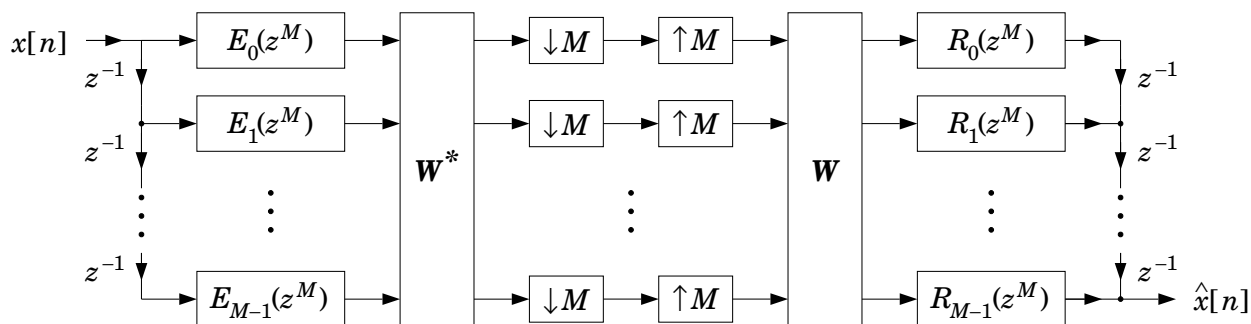 x[n] E₀(z^M) ↓M ↑M R₀(z^M)
z⁻¹ z⁻¹
E₁(z^M) ↓M ↑M R₁(z^M)
z⁻¹ W* W z⁻¹
z⁻¹ z⁻¹
E_{M−1}(z^M) ↓M ↑M R_{M−1}(z^M) x̂[n]